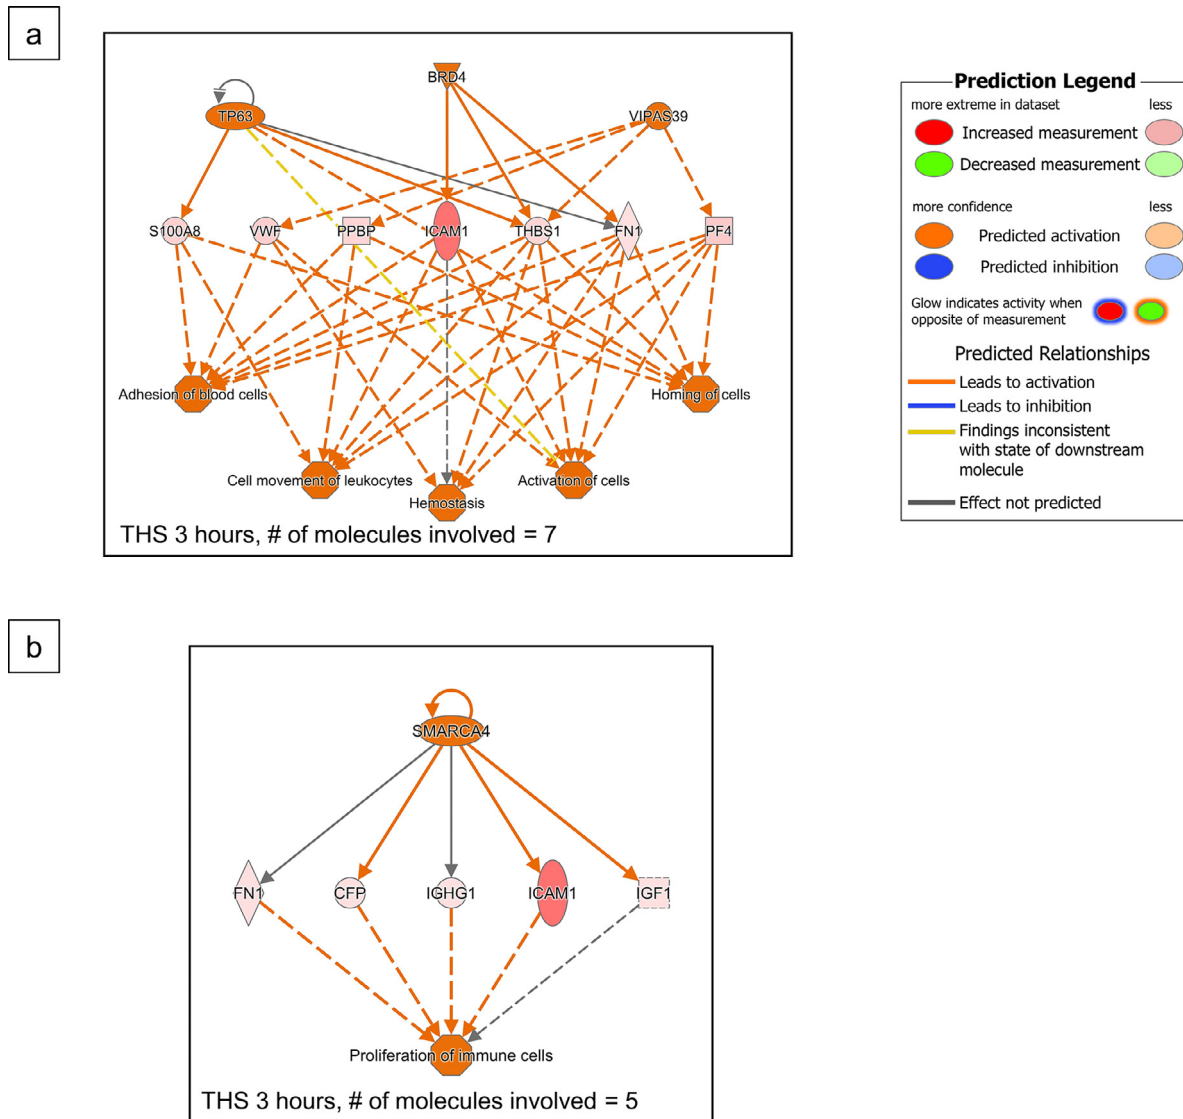 a
BRD4
TP63
VIPAS39
S100A8 VWF PPBP ICAM1 THBS1 FN1 PF4
Adhesion of blood cells Homing of cells
Cell movement of leukocytes Activation of cells
Hemostasis
THS 3 hours, # of molecules involved = 7
Prediction Legend
more extreme in dataset less
Increased measurement
Decreased measurement
more confidence less
Predicted activation
Predicted inhibition
Glow indicates activity when
opposite of measurement
Predicted Relationships
Leads to activation
Leads to inhibition
Findings inconsistent
with state of downstream
molecule
Effect not predicted
b
SMARCA4
FN1 CFP IGHG1 ICAM1 IGF1
Proliferation of immune cells
THS 3 hours, # of molecules involved = 5